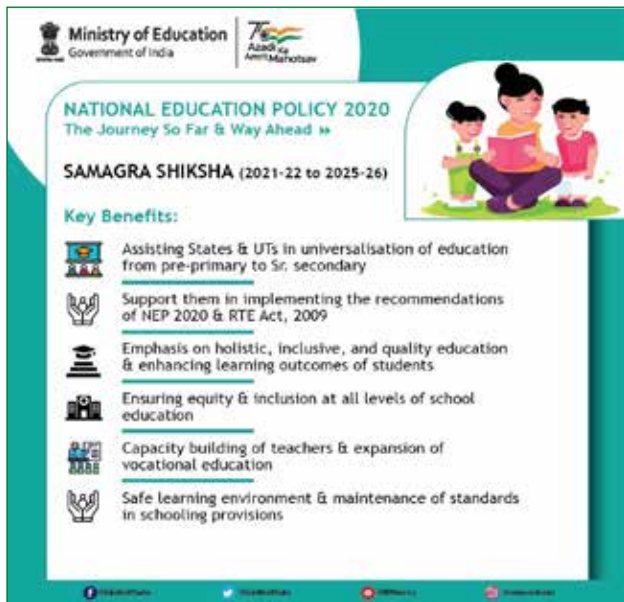 Ministry of Education
Government of India
Azadi Ka
Amrit Mahotsav
NATIONAL EDUCATION POLICY 2020
The Journey So Far & Way Ahead
SAMAGRA SHIKSHA (2021-22 to 2025-26)
Key Benefits:
Assisting States & UTs in universalisation of education
from pre-primary to Sr. secondary
Support them in implementing the recommendations
of NEP 2020 & RTE Act, 2009
Emphasis on holistic, inclusive, and quality education
& enhancing learning outcomes of students
Ensuring equity & inclusion at all levels of school
education
Capacity building of teachers & expansion of
vocational education
Safe learning environment & maintenance of standards
in schooling provisions